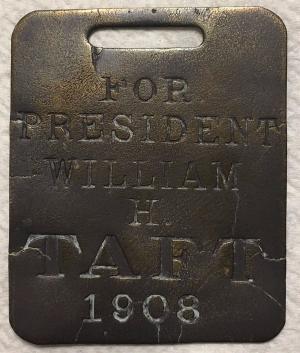 FOR
PRESIDENT
WILLIAM
H.
TAFT
1908